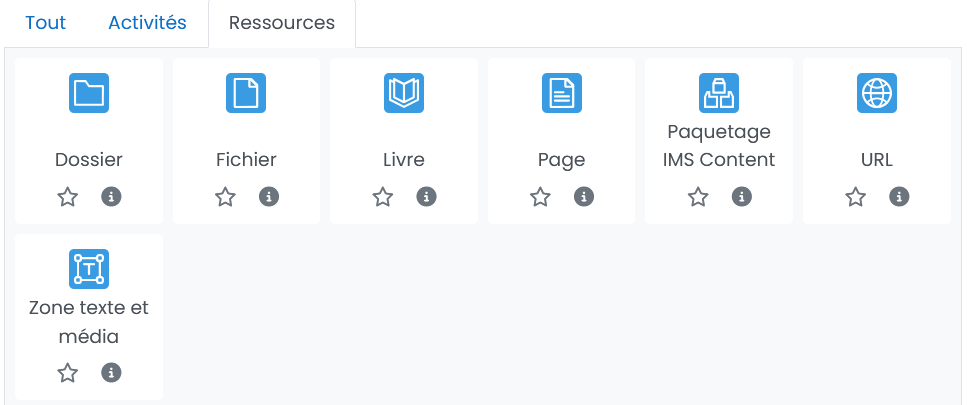 Tout Activités Ressources
Dossier Fichier Livre Page Paquetage IMS Content URL
Zone texte et
média